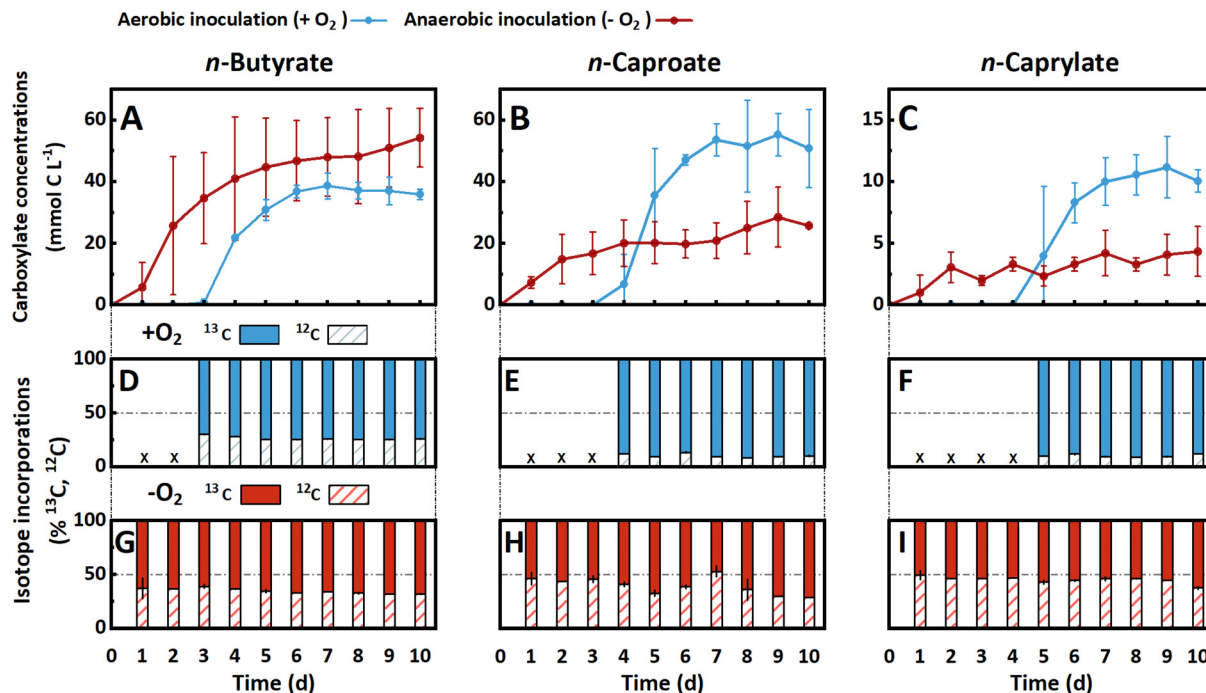 Aerobic inoculation (+ O₂) Anaerobic inoculation (- O₂)
n-Butyrate n-Caproate n-Caprylate
Carboxylate concentrations
(mmol C L⁻¹)
A B C
60 60 15
40 40 10
20 20 5
0 0 0
+O₂ ¹³C ¹²C
Isotope incorporations
(% ¹³C, ¹²C)
100 D E F
50
0 x x x x x x x x x
-O₂ ¹³C ¹²C
100 G H I
50
0
0 1 2 3 4 5 6 7 8 9 10 0 1 2 3 4 5 6 7 8 9 10 0 1 2 3 4 5 6 7 8 9 10
Time (d) Time (d) Time (d)